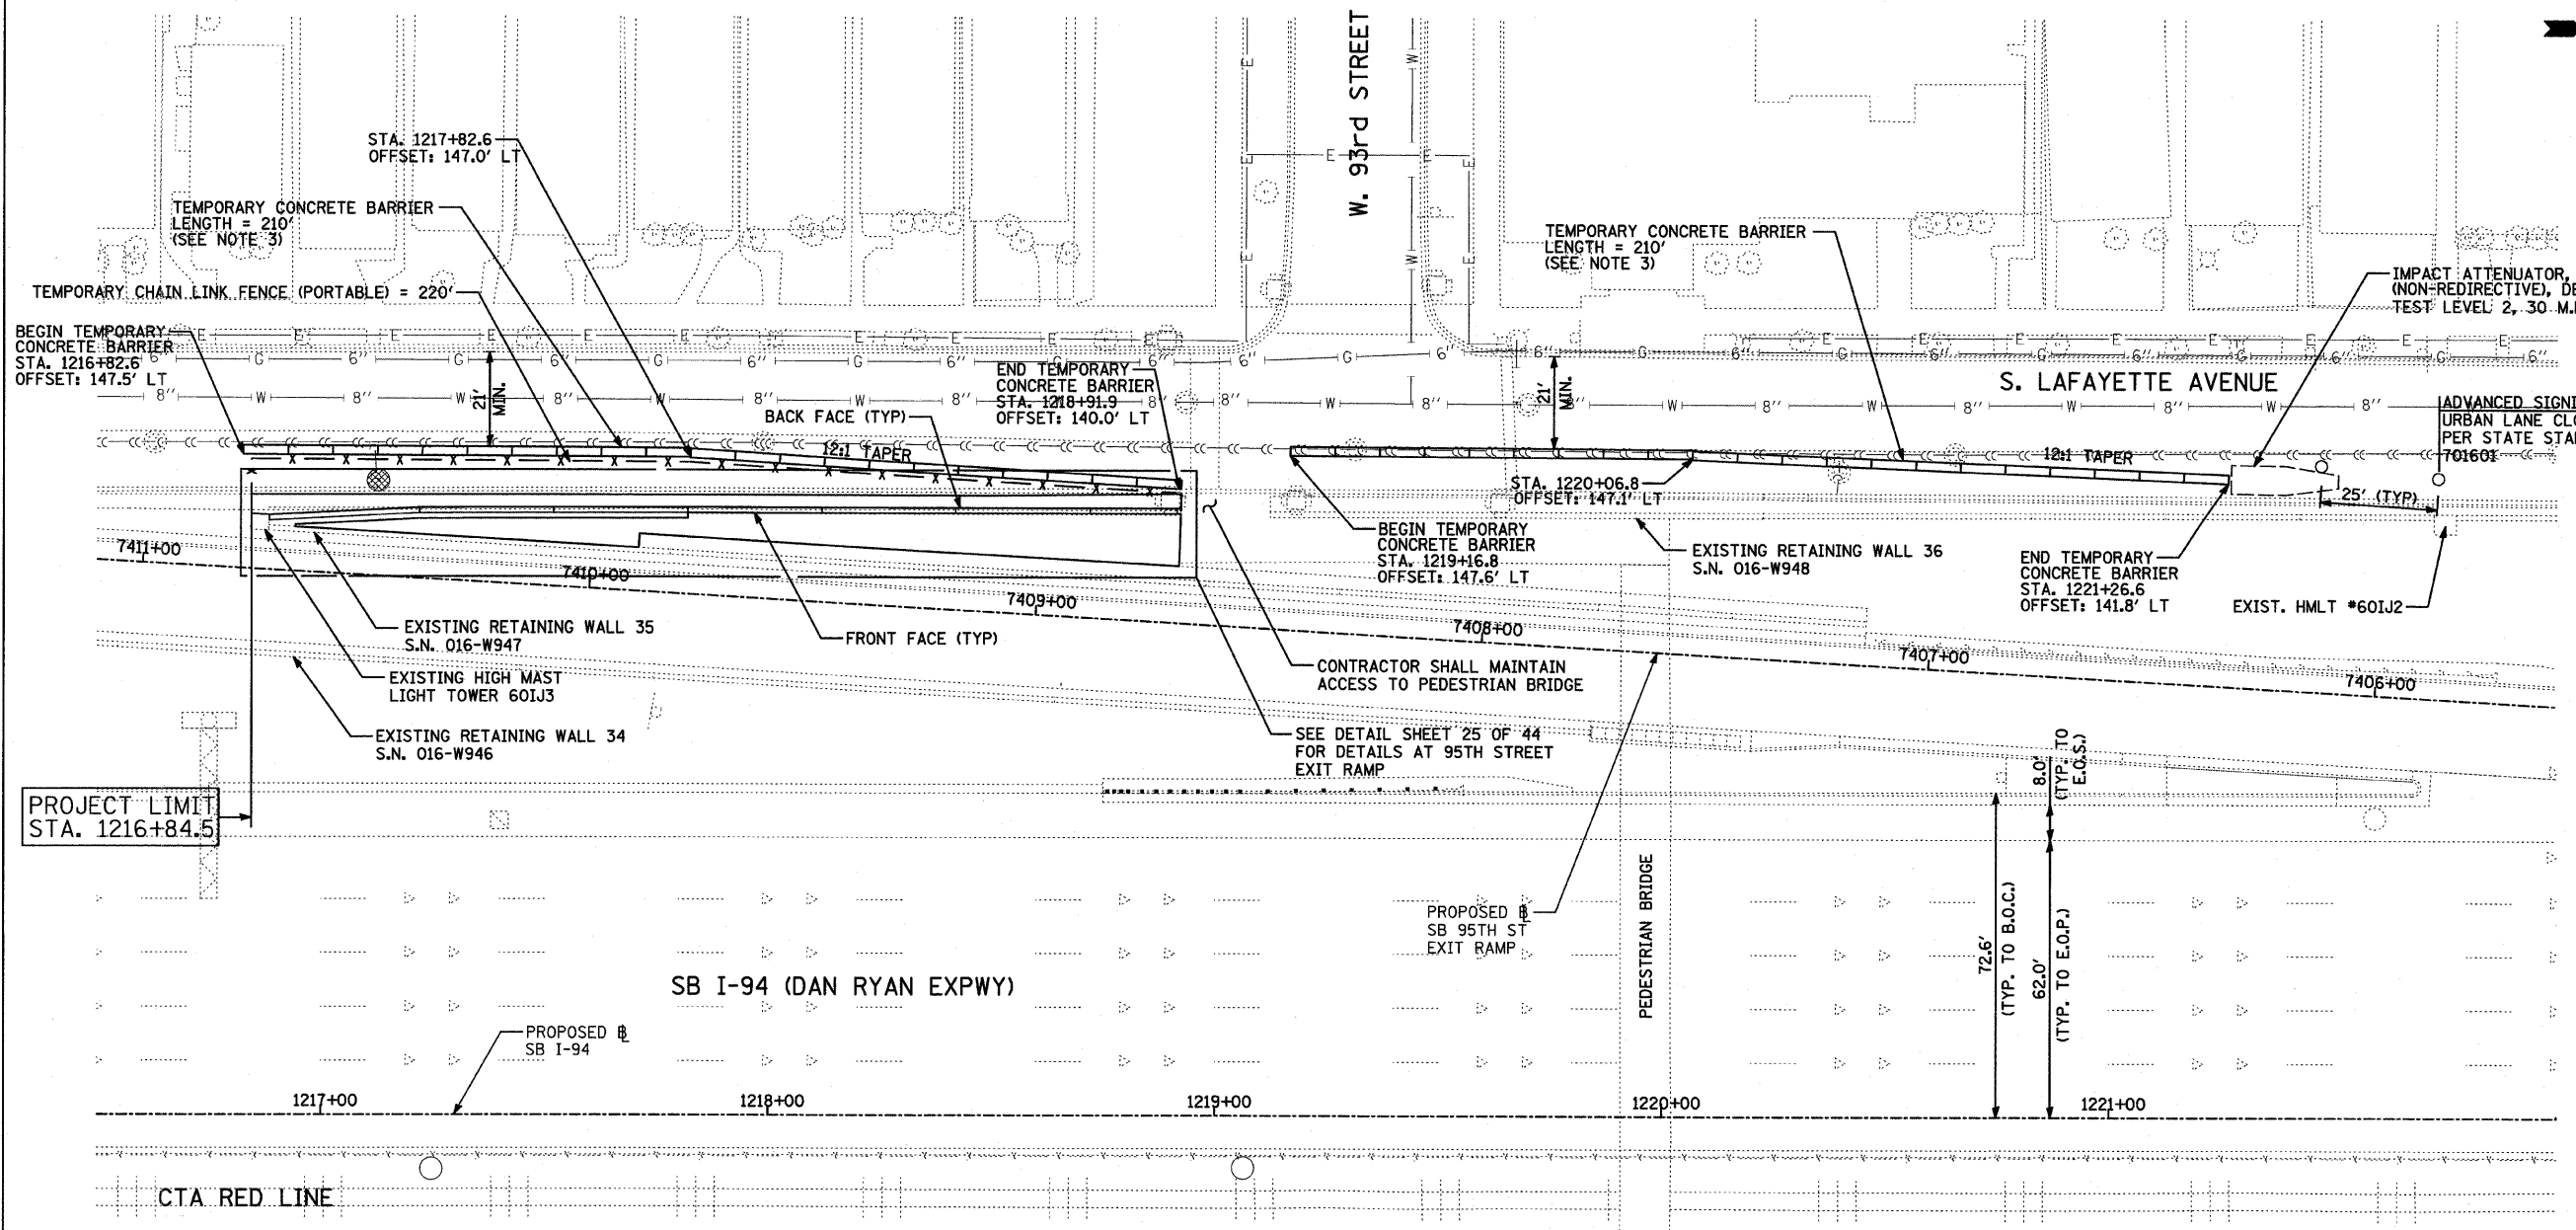 W. 93rd STREET
STA. 1217+82.6
OFFSET: 147.0' LT
TEMPORARY CONCRETE BARRIER
LENGTH = 210'
(SEE NOTE 3)
TEMPORARY CHAIN LINK FENCE (PORTABLE) = 220'
BEGIN TEMPORARY
CONCRETE BARRIER
STA. 1216+82.6
OFFSET: 147.5' LT
21'
MIN.
END TEMPORARY
CONCRETE BARRIER
STA. 1218+91.9
OFFSET: 140.0' LT
BACK FACE (TYP)
12:1 TAPER
TEMPORARY CONCRETE BARRIER
LENGTH = 210'
(SEE NOTE 3)
IMPACT ATTENUATOR,
(NON-REDIRECTIVE),
TEST LEVEL 2, 30
S. LAFAYETTE AVENUE
21'
MIN.
ADVANCED
URBAN LANE
PER STATE
701601
12:1 TAPER
25' (TYP)
STA. 1220+06.8
OFFSET: 147.1' LT
BEGIN TEMPORARY
CONCRETE BARRIER
STA. 1219+16.8
OFFSET: 147.6' LT
EXISTING RETAINING WALL 36
S.N. 016-W948
END TEMPORARY
CONCRETE BARRIER
STA. 1221+26.6
OFFSET: 141.8' LT
EXIST. HMLT #60IJ2
7411+00
7410+00
7409+00
7408+00
7407+00
7406+00
EXISTING RETAINING WALL 35
S.N. 016-W947
FRONT FACE (TYP)
EXISTING HIGH MAST
LIGHT TOWER 60IJ3
CONTRACTOR SHALL MAINTAIN
ACCESS TO PEDESTRIAN BRIDGE
EXISTING RETAINING WALL 34
S.N. 016-W946
SEE DETAIL SHEET 25 OF 44
FOR DETAILS AT 95TH STREET
EXIT RAMP
8.0'
(TYP. TO
E.O.S.)
PROJECT LIMIT
STA. 1216+84.5
PROPOSED ℄
SB 95TH ST
EXIT RAMP
PEDESTRIAN BRIDGE
72.6'
(TYP. TO B.O.C.)
62.0'
(TYP. TO E.O.P.)
SB I-94 (DAN RYAN EXPWY)
PROPOSED ℄
SB I-94
1217+00
1218+00
1219+00
1220+00
1221+00
CTA RED LINE